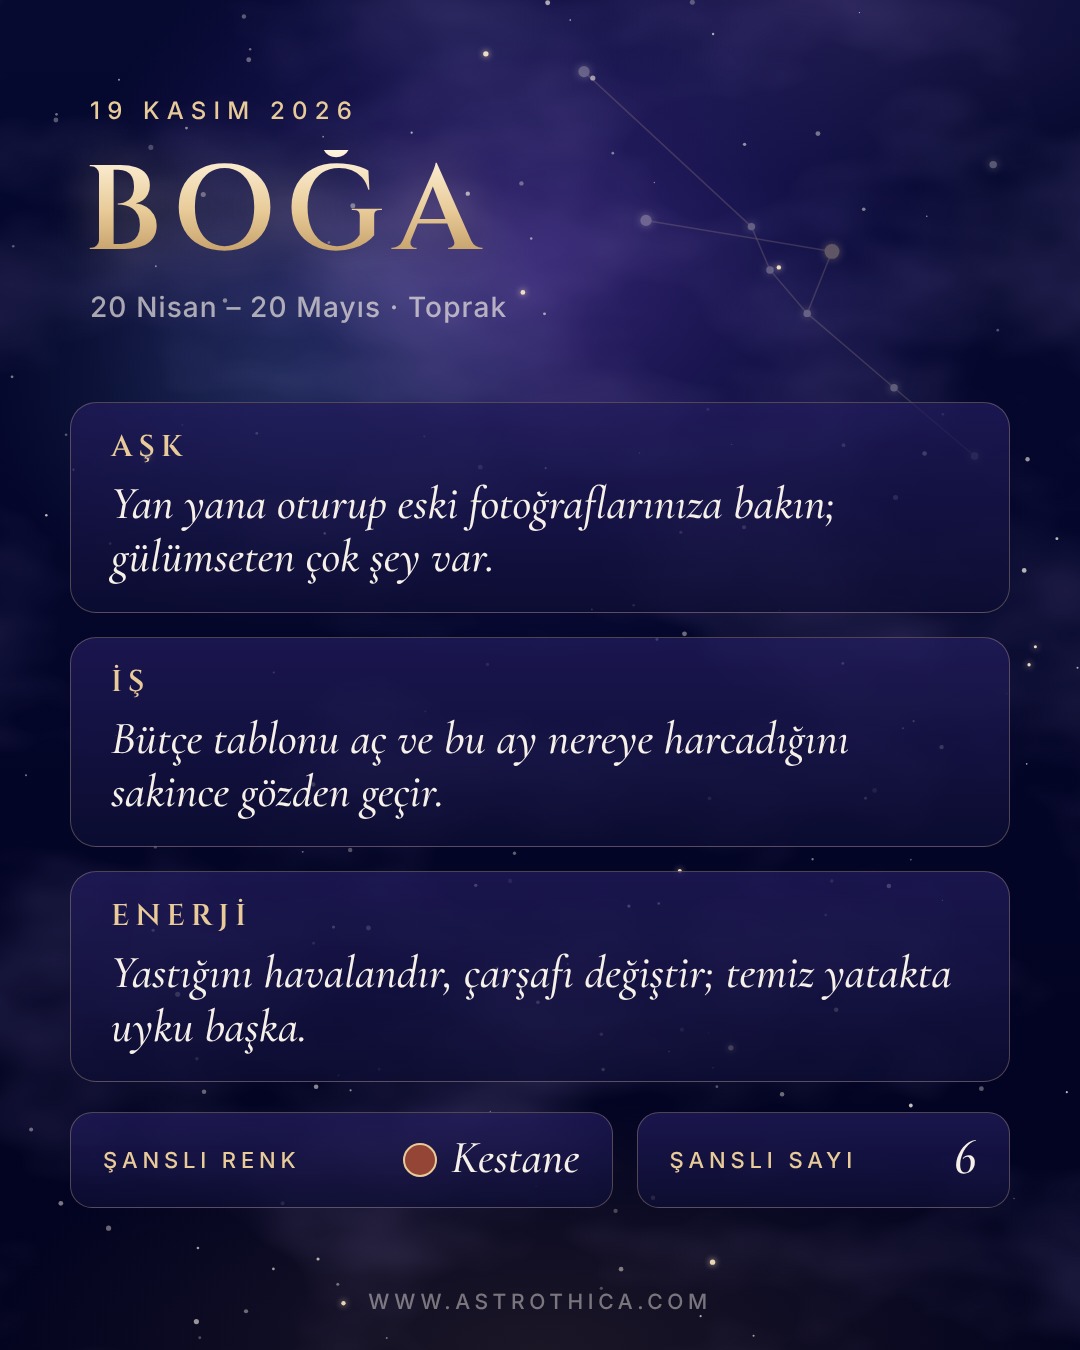 19 KASIM 2026
BOĞA
20 Nisan – 20 Mayıs · Toprak
AŞK
Yan yana oturup eski fotoğraflarınıza bakın;
gülümseten çok şey var.
İŞ
Bütçe tablonu aç ve bu ay nereye harcadığını
sakince gözden geçir.
ENERJİ
Yastığını havalandır, çarşafı değiştir; temiz yatakta
uyku başka.
ŞANSLI RENK Kestane
ŞANSLI SAYI 6
WWW.ASTROTHICA.COM